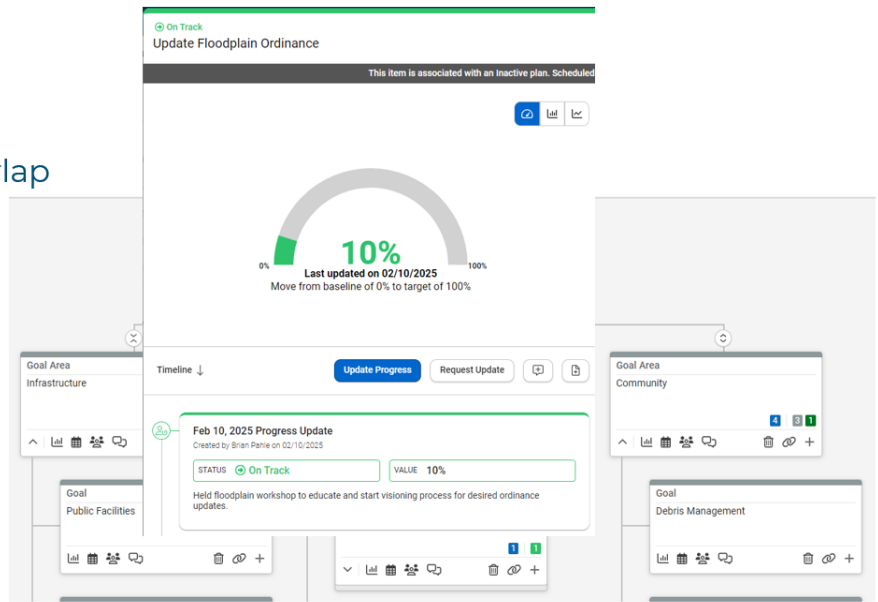 On Track
Update Floodplain Ordinance
This item is associated with an Inactive plan. Scheduled
lap
10%
0%
100%
Last updated on 02/10/2025
Move from baseline of 0% to target of 100%
Timeline ↓
Update Progress
Request Update
Feb 10, 2025 Progress Update
Created by Brian Pahle on 02/10/2025
STATUS On Track
VALUE 10%
Held floodplain workshop to educate and start visioning process for desired ordinance
updates.
Goal Area
Infrastructure
Goal
Public Facilities
1 1
Goal Area
Community
4 3 1
Goal
Debris Management